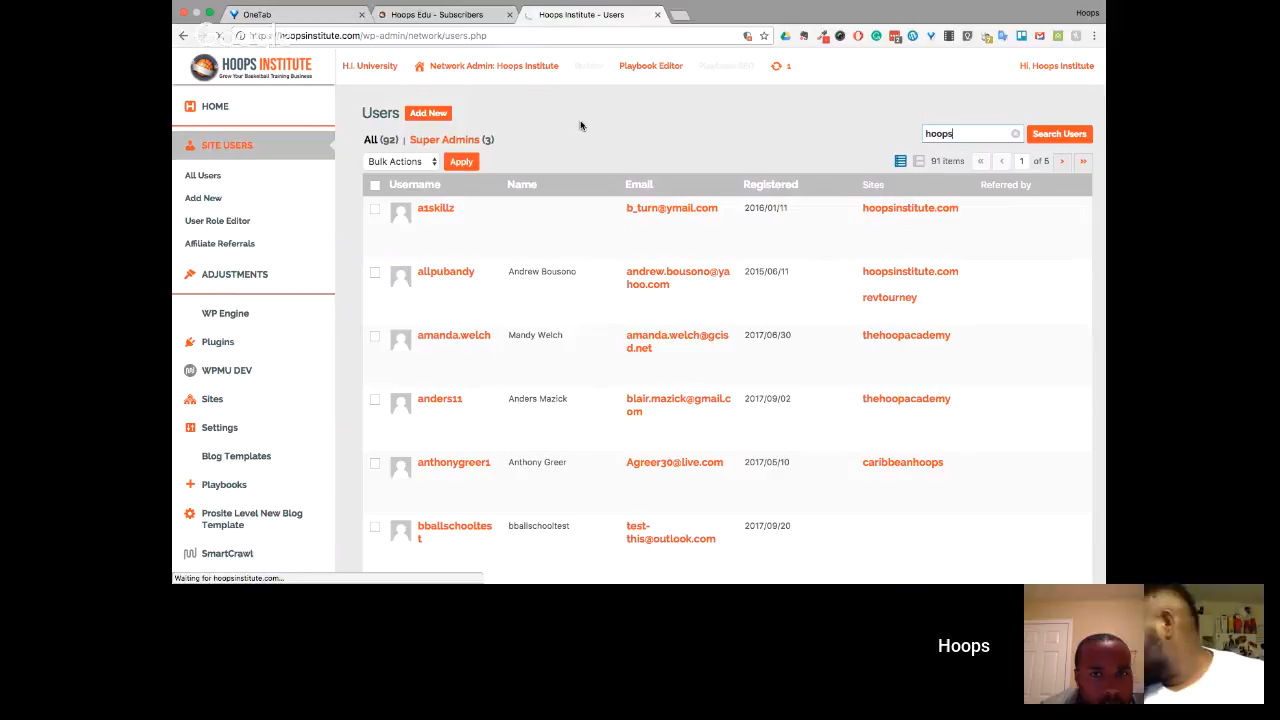 OneTab
Hoops Edu - Subscribers
Hoops Institute - Users
Hoops
hoopsinstitute.com/wp-admin/network/users.php
HOOPS INSTITUTE
Grow Your Basketball Training Business
H.I. University
Network Admin: Hoops Institute
Playbook Editor
1
Hi, Hoops Institute
HOME
SITE USERS
All Users
Add New
User Role Editor
Affiliate Referrals
ADJUSTMENTS
WP Engine
Plugins
WPMU DEV
Sites
Settings
Blog Templates
Playbooks
Prosite Level New Blog
Template
SmartCrawl
Users Add New
All (92) | Super Admins (3)
hoops
Search Users
Bulk Actions
Apply
91 items « ‹ 1 of 5 › »
Username Name Email Registered Sites Referred by
a1skillz b_turn@ymail.com 2016/01/11 hoopsinstitute.com
allpubandy Andrew Bousono andrew.bousono@ya 2015/06/11 hoopsinstitute.com
hoo.com
revtourney
amanda.welch Mandy Welch amanda.welch@gcis 2017/06/30 thehoopacademy
d.net
anders11 Anders Mazick blair.mazick@gmail.c 2017/09/02 thehoopacademy
om
anthonygreer1 Anthony Greer Agreer30@live.com 2017/05/10 caribbeanhoops
bballschooltes bballschooltest test- 2017/09/20
t this@outlook.com
Waiting for hoopsinstitute.com...
Hoops